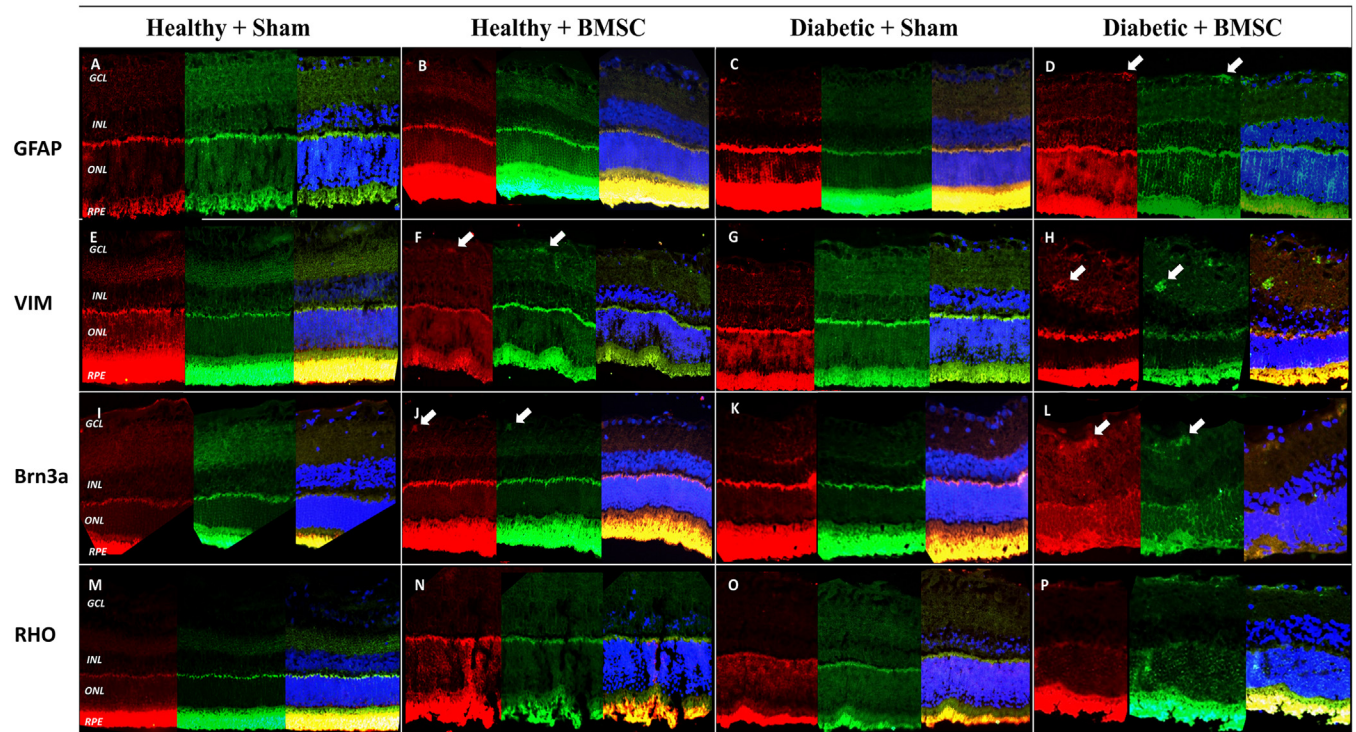 Healthy + Sham Healthy + BMSC Diabetic + Sham Diabetic + BMSC
A B C D
GCL
INL
GFAP
ONL
RPE
E F G H
GCL
VIM
INL
ONL
RPE
I J K L
GCL
Brn3a
INL
ONL
RPE
M N O P
GCL
RHO
INL
ONL
RPE